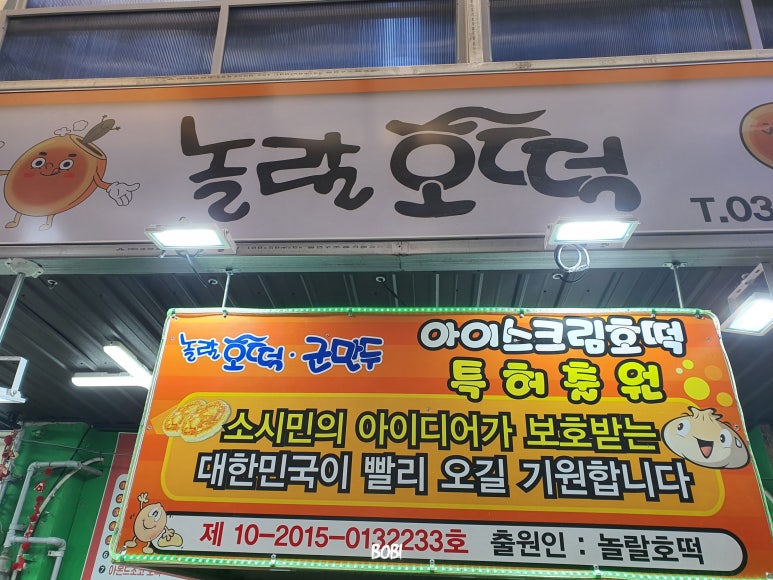 놀랄호떡
T.03
놀랄호떡·군만두
아이스크림호떡
특허출원
소시민의 아이디어가 보호받는
대한민국이 빨리 오길 기원합니다
제 10-2015-0132233호 출원인 : 놀랄호떡
BOBI